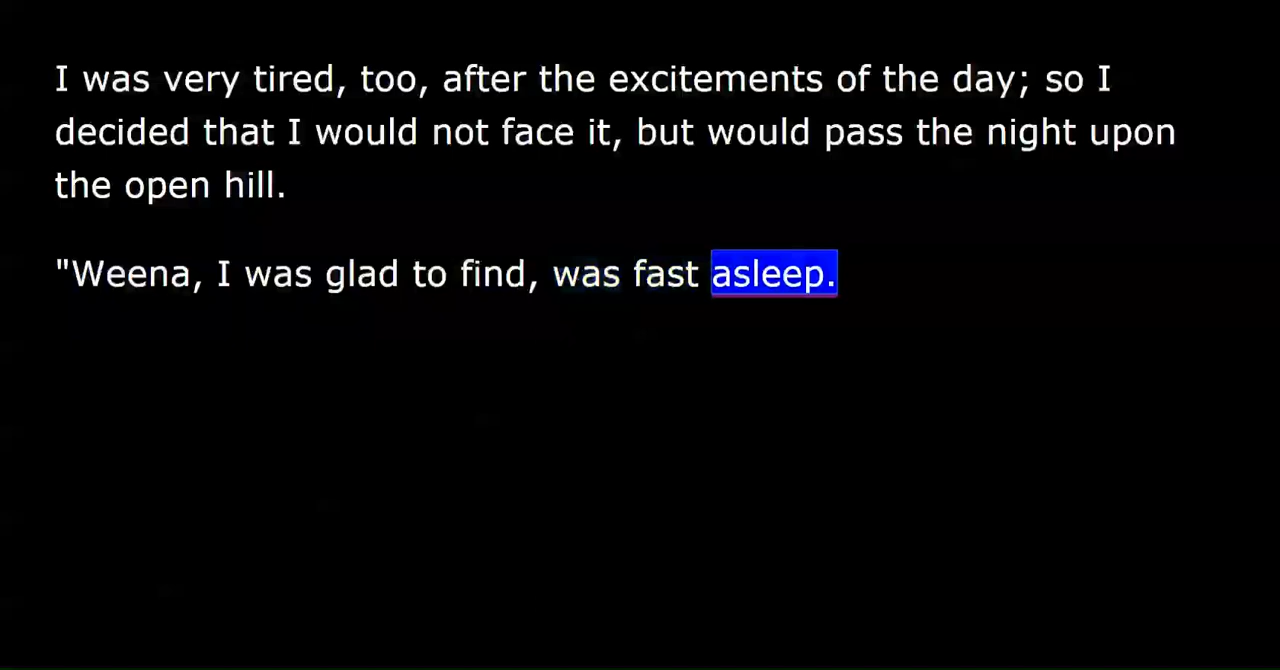 I was very tired, too, after the excitements of the day; so I
decided that I would not face it, but would pass the night upon
the open hill.
"Weena, I was glad to find, was fast asleep.